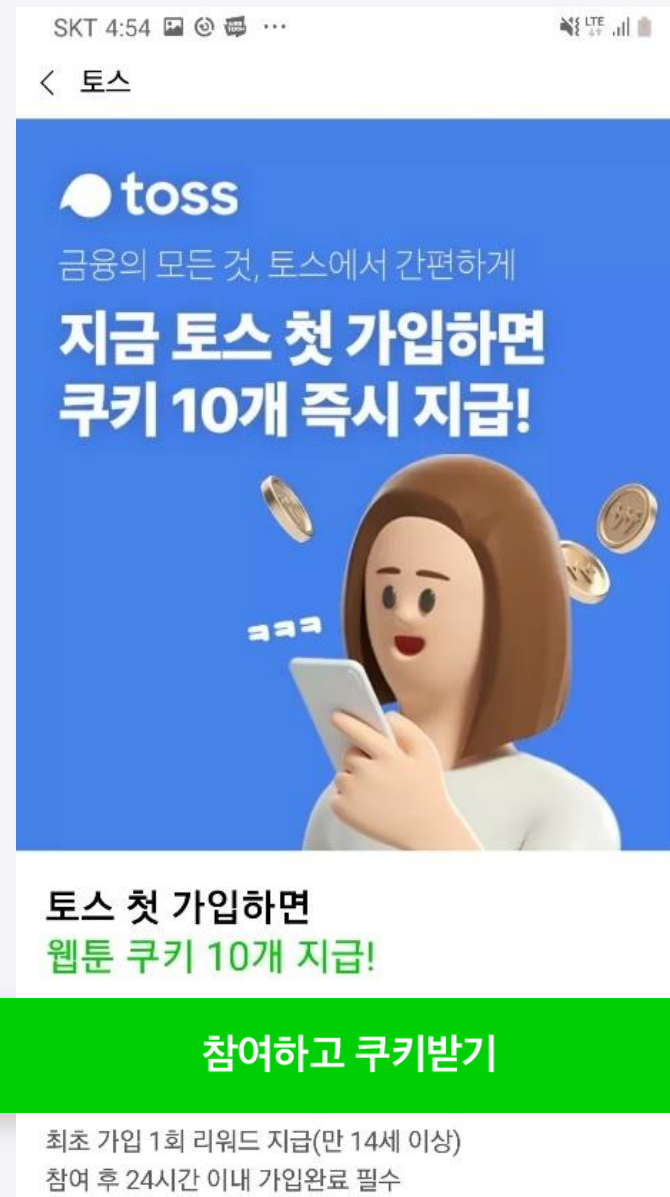 SKT 4:54
LTE
토스
toss
금융의 모든 것, 토스에서 간편하게
지금 토스 첫 가입하면
쿠키 10개 즉시 지급!
ㅋㅋㅋ
토스 첫 가입하면
웹툰 쿠키 10개 지급!
참여하고 쿠키받기
최초 가입 1회 리워드 지급(만 14세 이상)
참여 후 24시간 이내 가입완료 필수